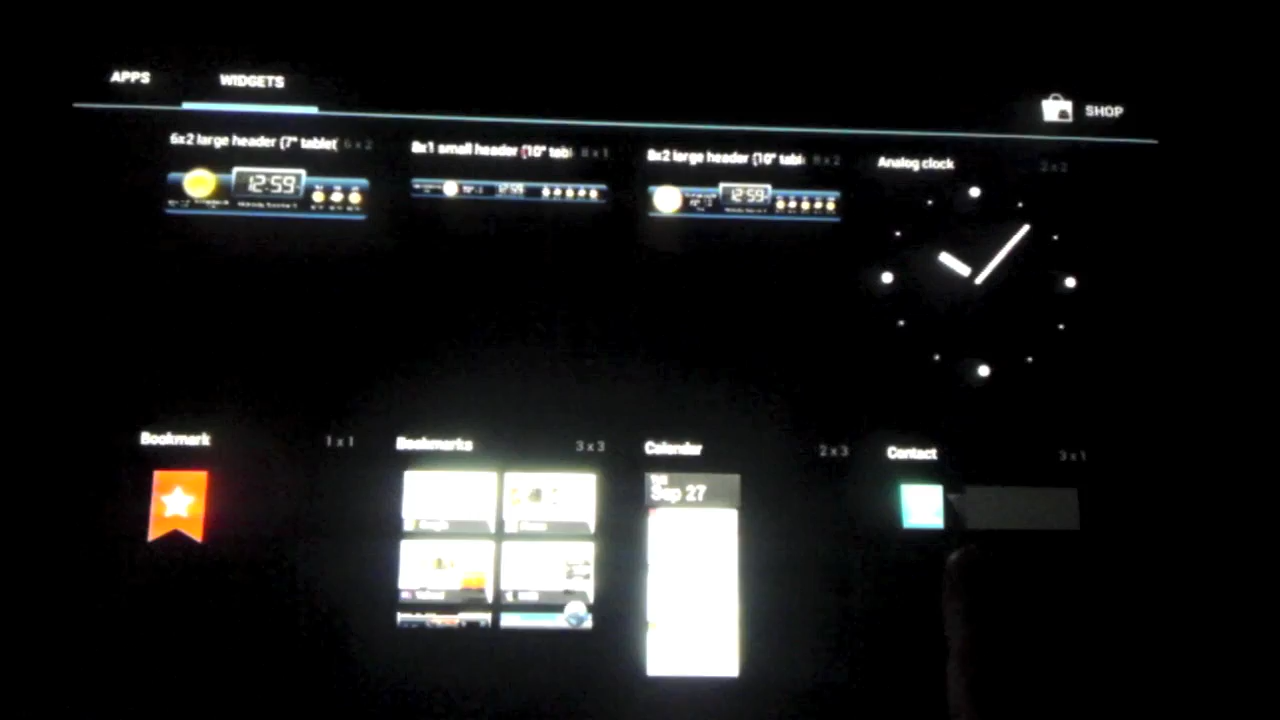 APPS WIDGETS
SHOP
6x2 large header (7" tablet 6 x 2
8x1 small header (10" tab 8 x 1
8x2 large header (10" tabl 8 x 2
Analog clock 2 x 2
12:59
12:59
12:59
Bookmark 1 x 1
Bookmarks 3 x 3
Calendar 2 x 3
Contact 3 x 1
Sep 27